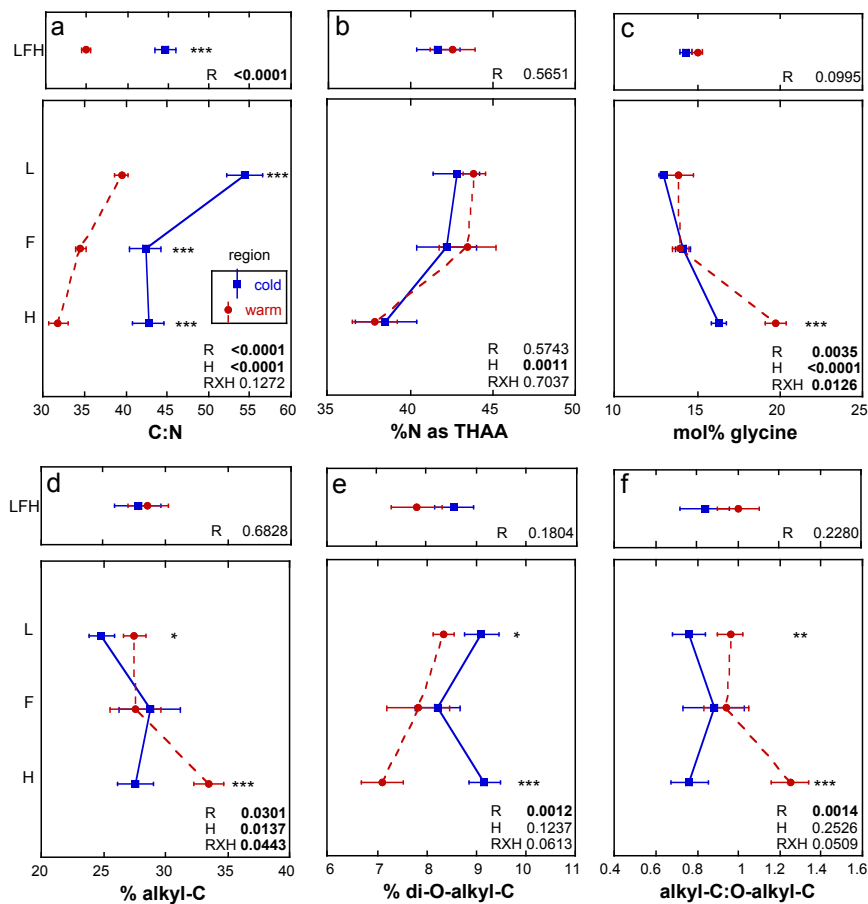 a
LFH
***
R <0.0001
L
***
F
***
region
cold
warm
H
***
R <0.0001
H <0.0001
RXH 0.1272
30 35 40 45 50 55 60
C:N
b
R 0.5651
R 0.5743
H 0.0011
RXH 0.7037
35 40 45 50
%N as THAA
c
R 0.0995
***
R 0.0035
H <0.0001
RXH 0.0126
10 15 20 25
mol% glycine
d
LFH
R 0.6828
L
*
F
H
***
R 0.0301
H 0.0137
RXH 0.0443
20 25 30 35 40
% alkyl-C
e
R 0.1804
*
***
R 0.0012
H 0.1237
RXH 0.0613
6 7 8 9 10 11
% di-O-alkyl-C
f
R 0.2280
**
***
R 0.0014
H 0.2526
RXH 0.0509
0.4 0.6 0.8 1 1.2 1.4 1.6
alkyl-C:O-alkyl-C